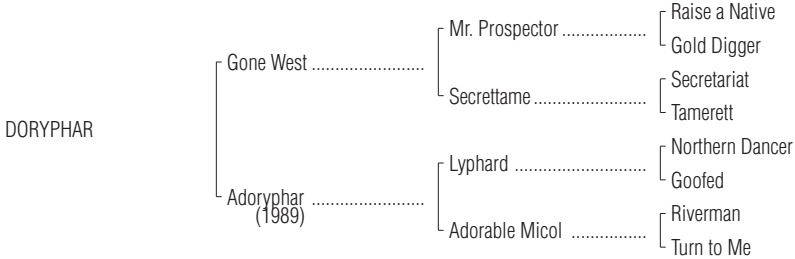 Raise a Native
Mr. Prospector ..................
Gold Digger
Gone West ........................
Secretariat
Secrettame ........................
Tamerett
DORYPHAR
Northern Dancer
Lyphard ............................
Goofed
Adoryphar ........................
(1989)
Riverman
Adorable Micol ................
Turn to Me